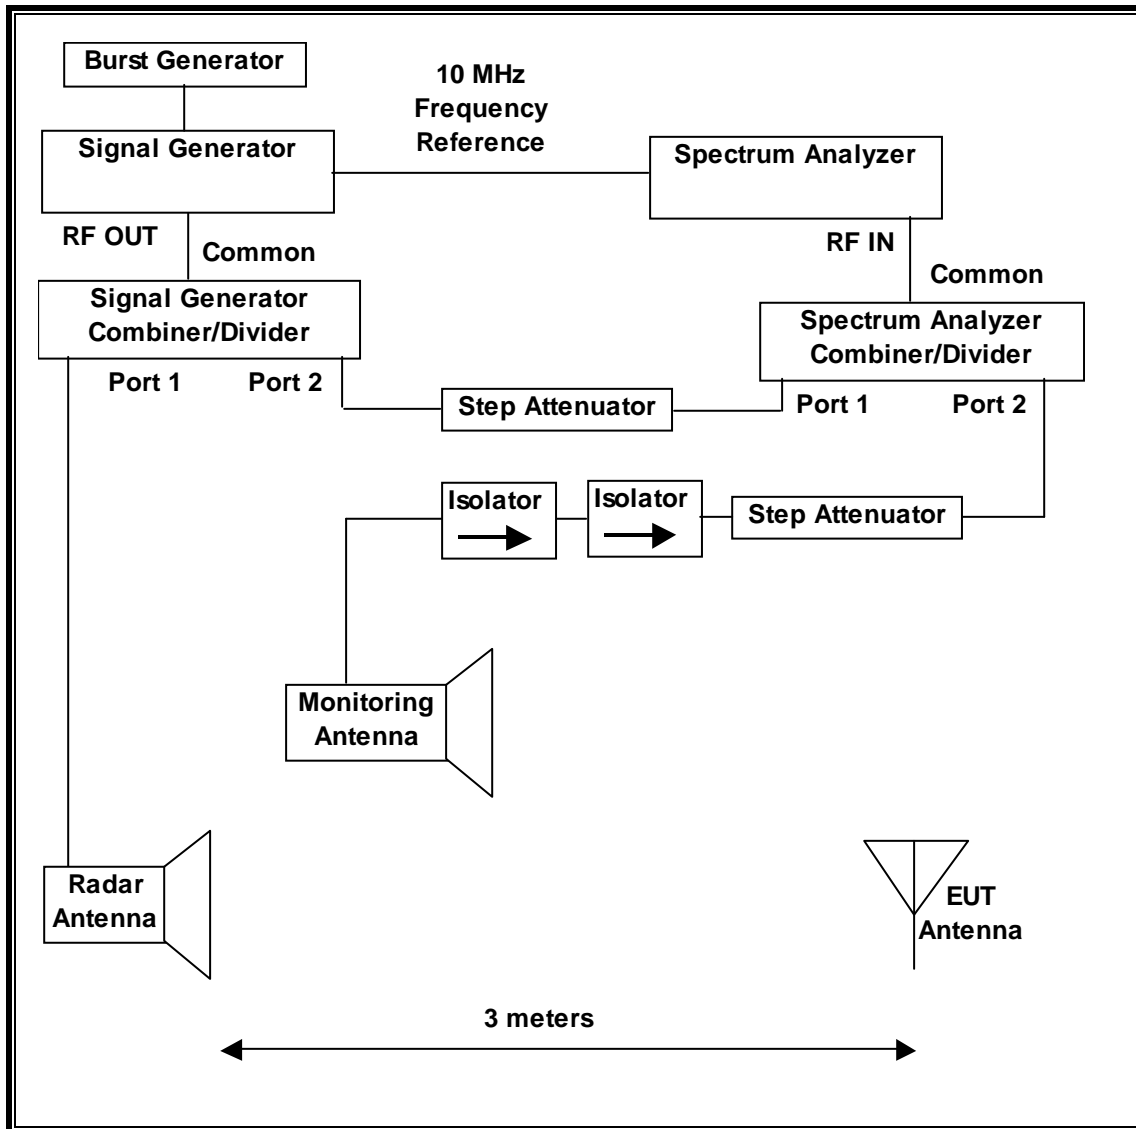 Burst Generator
10 MHz
Frequency
Reference
Signal Generator
Spectrum Analyzer
RF OUT
Common
RF IN
Common
Signal Generator
Combiner/Divider
Spectrum Analyzer
Combiner/Divider
Port 1
Port 2
Step Attenuator
Port 1
Port 2
Isolator
Isolator
Step Attenuator
Monitoring
Antenna
Radar
Antenna
EUT
Antenna
3 meters